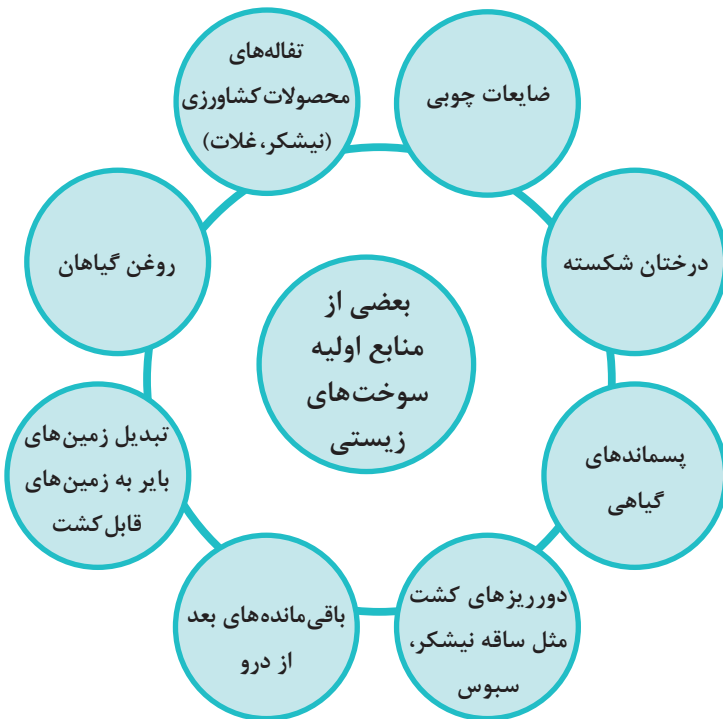 بعضی از
منابع اولیه
سوخت‌های
زیستی
ضایعات چوبی
درختان شکسته
پسماندهای
گیاهی
دورریزهای کشت
مثل ساقه نیشکر،
سبوس
باقی‌مانده‌های بعد
از درو
تبدیل زمین‌های
بایر به زمین‌های
قابل‌کشت
روغن گیاهان
تفاله‌های
محصولات کشاورزی
(نیشکر، غلات)